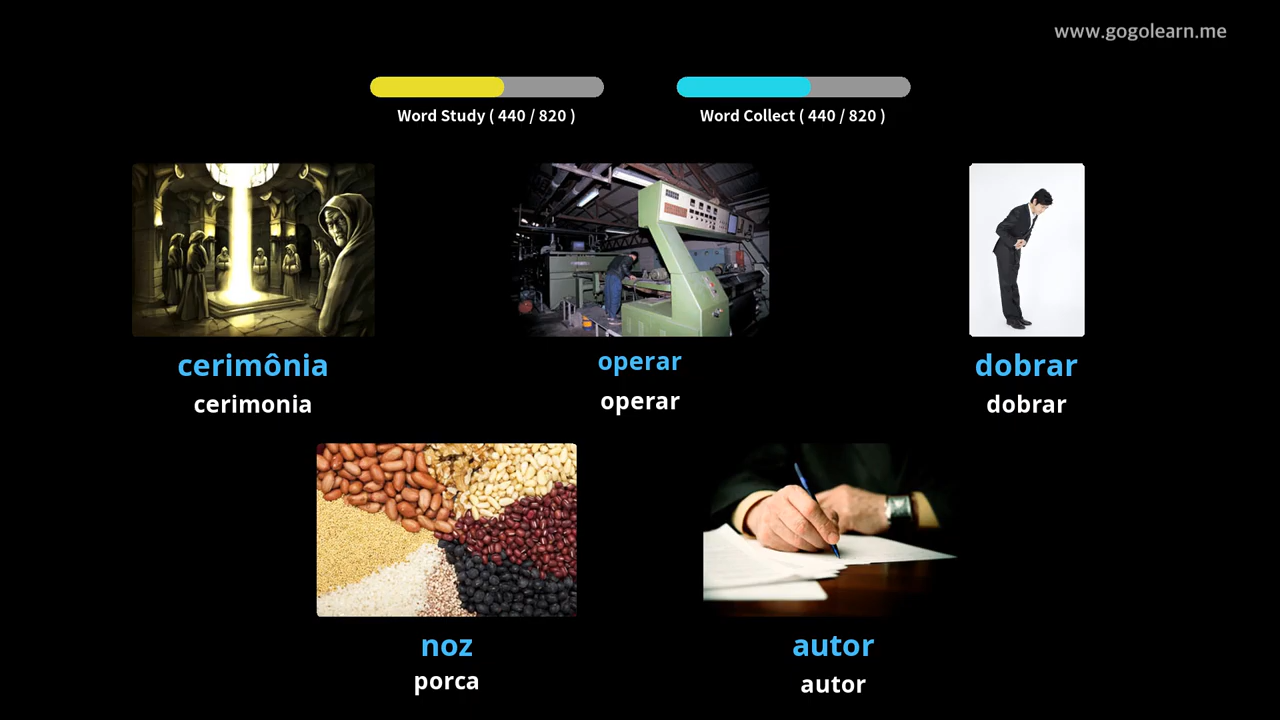 www.gogolearn.me
Word Study ( 440 / 820 )
Word Collect ( 440 / 820 )
cerimônia
cerimonia
operar
operar
dobrar
dobrar
noz
porca
autor
autor